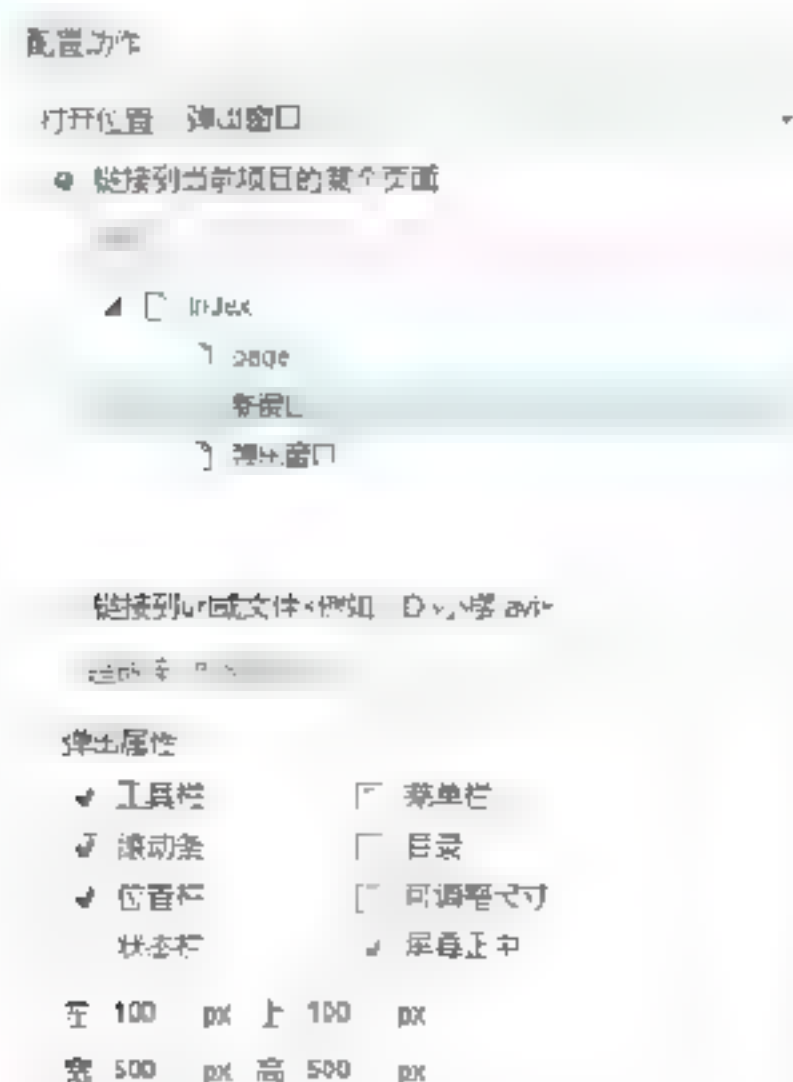 配置动作
打开位置 弹出窗口
链接到当前项目的某个页面
Index
page
新窗口
弹出窗口
链接到url或文件
弹出属性
工具栏 菜单栏
滚动条 目录
位置栏 可调整尺寸
状态栏 屏幕正中
左 100 px 上 100 px
宽 500 px 高 500 px